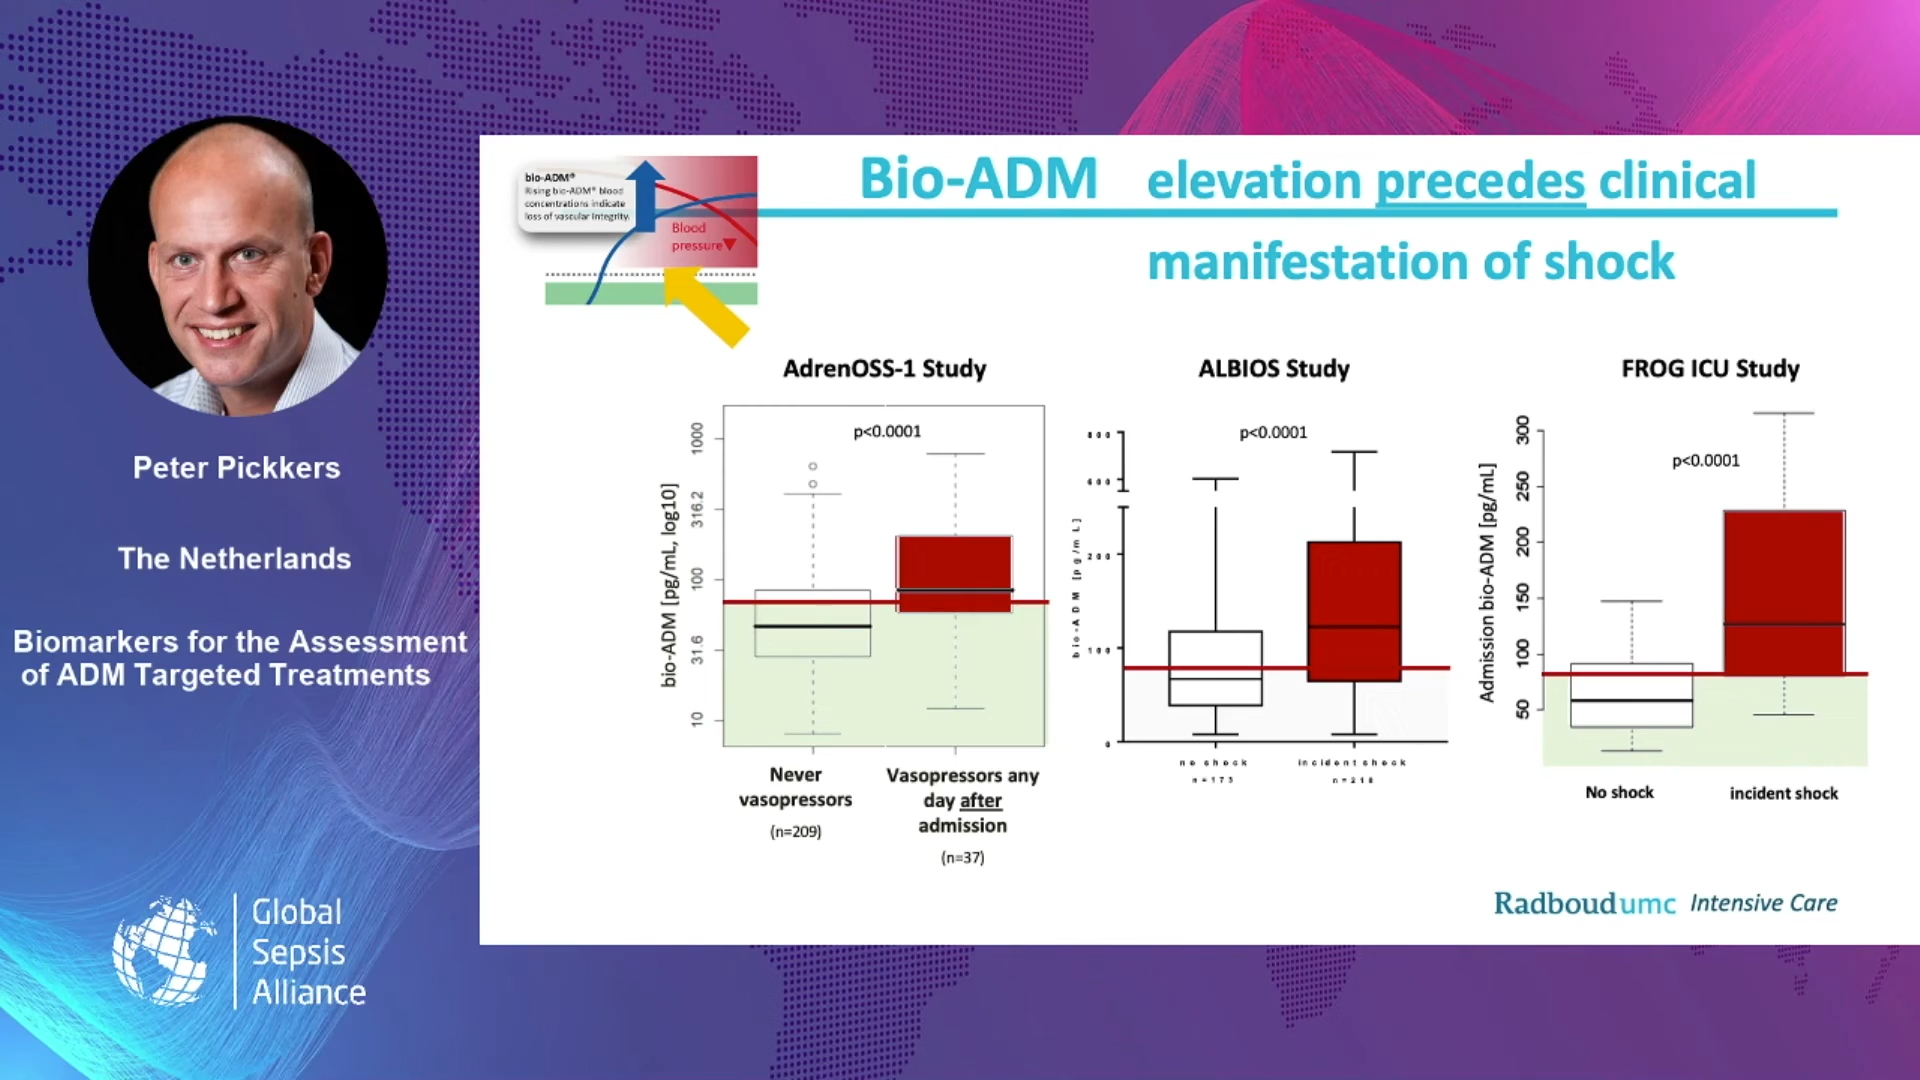 Peter Pickkers
The Netherlands
Biomarkers for the Assessment
of ADM Targeted Treatments
Global
Sepsis
Alliance
bio-ADM®
Rising bio-ADM® blood
concentrations indicate
loss of vascular integrity.
Blood
pressure
Bio-ADM elevation precedes clinical
manifestation of shock
AdrenOSS-1 Study
p<0.0001
bio-ADM [pg/mL, log10]
1000
316.2
100
31.6
10
Never
vasopressors
(n=209)
Vasopressors any
day after
admission
(n=37)
ALBIOS Study
p<0.0001
bio-ADM [pg/mL]
800
600
200
100
0
no shock
n=173
incident shock
n=218
FROG ICU Study
p<0.0001
Admission bio-ADM [pg/mL]
300
250
200
150
100
50
No shock
incident shock
Radboudumc Intensive Care